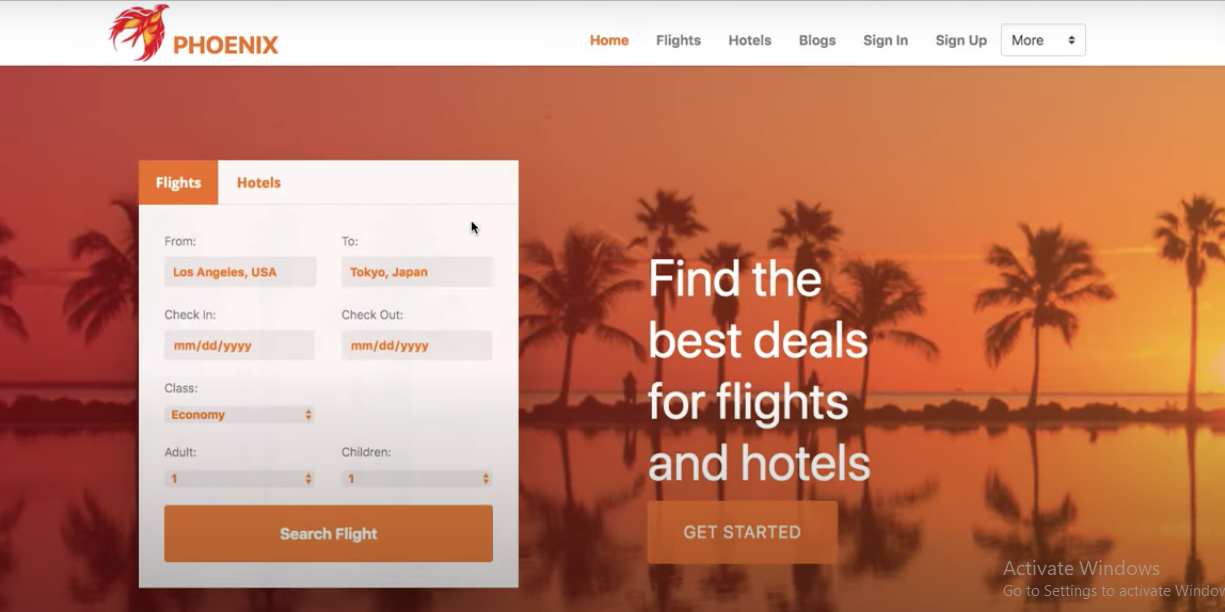 PHOENIX
Home Flights Hotels Blogs Sign In Sign Up More
Flights Hotels
From: To:
Los Angeles, USA Tokyo, Japan
Check In: Check Out:
mm/dd/yyyy mm/dd/yyyy
Class:
Economy
Adult: Children:
1 1
Search Flight
Find the
best deals
for flights
and hotels
GET STARTED
Activate Windows
Go to Settings to activate Window